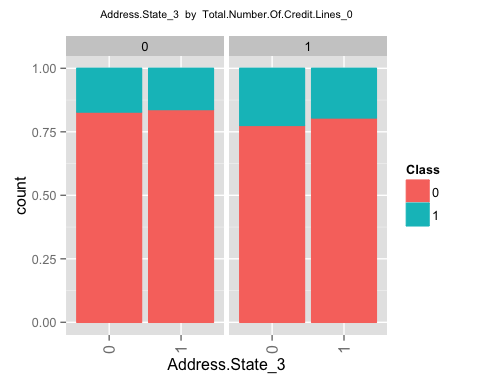 Address.State_3 by Total.Number.Of.Credit.Lines_0
0 1
1.00
0.75
0.50
0.25
0.00
count
0 1 0 1
Address.State_3
Class
0
1